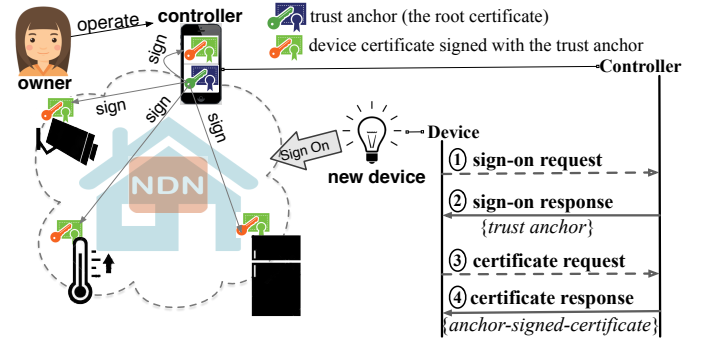 operate
controller
trust anchor (the root certificate)
device certificate signed with the trust anchor
owner
sign
sign
sign
sign
Controller
NDN
Sign On
new device
Device
1 sign-on request
2 sign-on response
{trust anchor}
3 certificate request
4 certificate response
{anchor-signed-certificate}